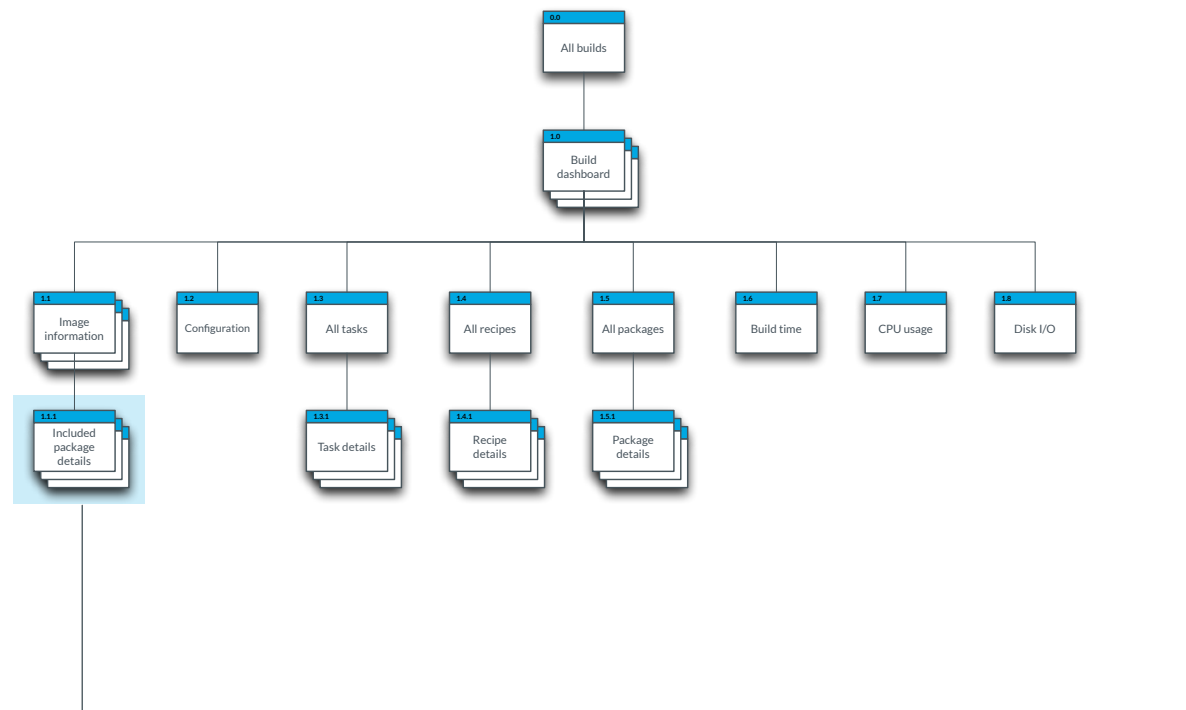 0.0
All builds
1.0
Build
dashboard
1.1
Image
information
1.2
Configuration
1.3
All tasks
1.4
All recipes
1.5
All packages
1.6
Build time
1.7
CPU usage
1.8
Disk I/O
1.1.1
Included
package
details
1.3.1
Task details
1.4.1
Recipe
details
1.5.1
Package
details